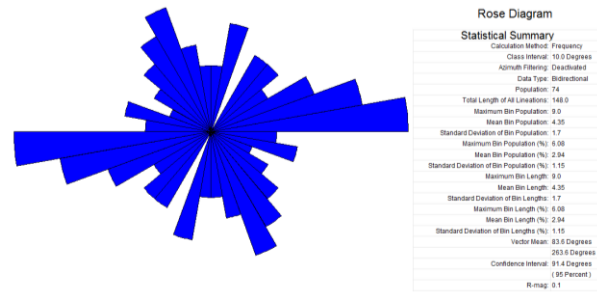 Rose Diagram
Statistical Summary
Calculation Method: Frequency
Class Interval: 10.0 Degrees
Azimuth Filtering: Deactivated
Data Type: Bidirectional
Population: 74
Total Length of All Lineations: 148.0
Maximum Bin Population: 9.0
Mean Bin Population: 4.35
Standard Deviation of Bin Population: 1.7
Maximum Bin Population (%): 6.08
Mean Bin Population (%): 2.94
Standard Deviation of Bin Population (%): 1.15
Maximum Bin Length: 9.0
Mean Bin Length: 4.35
Standard Deviation of Bin Lengths: 1.7
Maximum Bin Length (%): 6.08
Mean Bin Length (%): 2.94
Standard Deviation of Bin Lengths (%): 1.15
Vector Mean: 83.6 Degrees
263.6 Degrees
Confidence Interval: 91.4 Degrees
( 95 Percent )
R-mag: 0.1